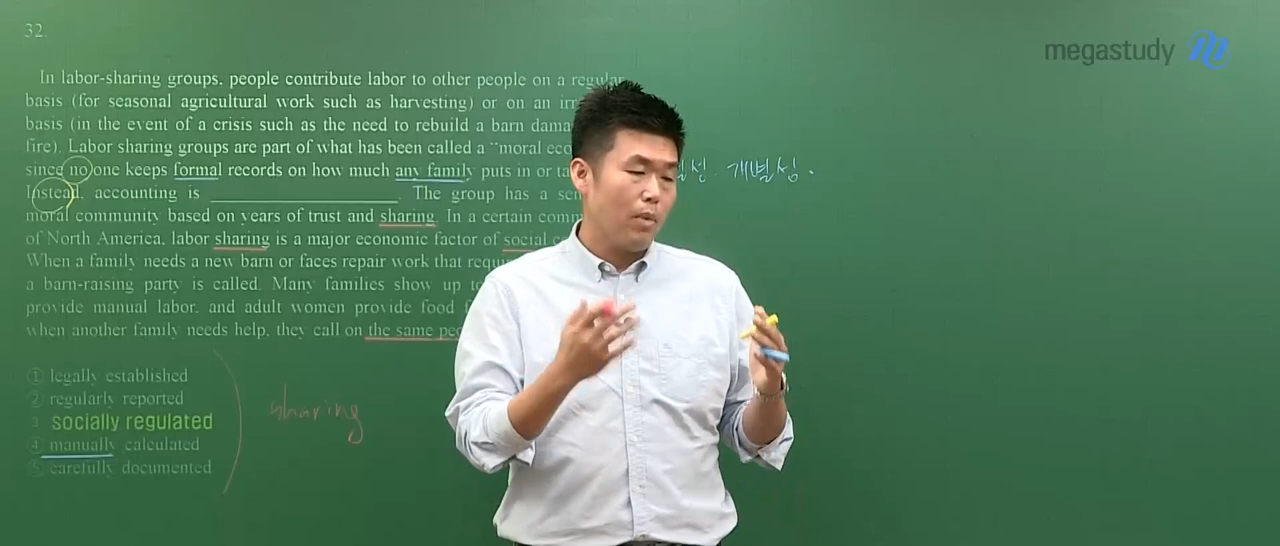 32.
megastudy
In labor-sharing groups, people contribute labor to other people on a regular
basis (for seasonal agricultural work such as harvesting) or on an
basis (in the event of a crisis such as the need to rebuild a barn
fire). Labor sharing groups are part of what has been called a "moral
since no one keeps formal records on how much any family puts in or
개별성.
Instead, accounting is ____________________. The group has a
moral community based on years of trust and sharing. In a certain
of North America, labor sharing is a major economic factor of social
When a family needs a new barn or faces repair work that
a barn-raising party is called. Many families show up
provide manual labor, and adult women provide food
when another family needs help, they call on the same
① legally established
② regularly reported
3 socially regulated
④ manually calculated
⑤ carefully documented
sharing